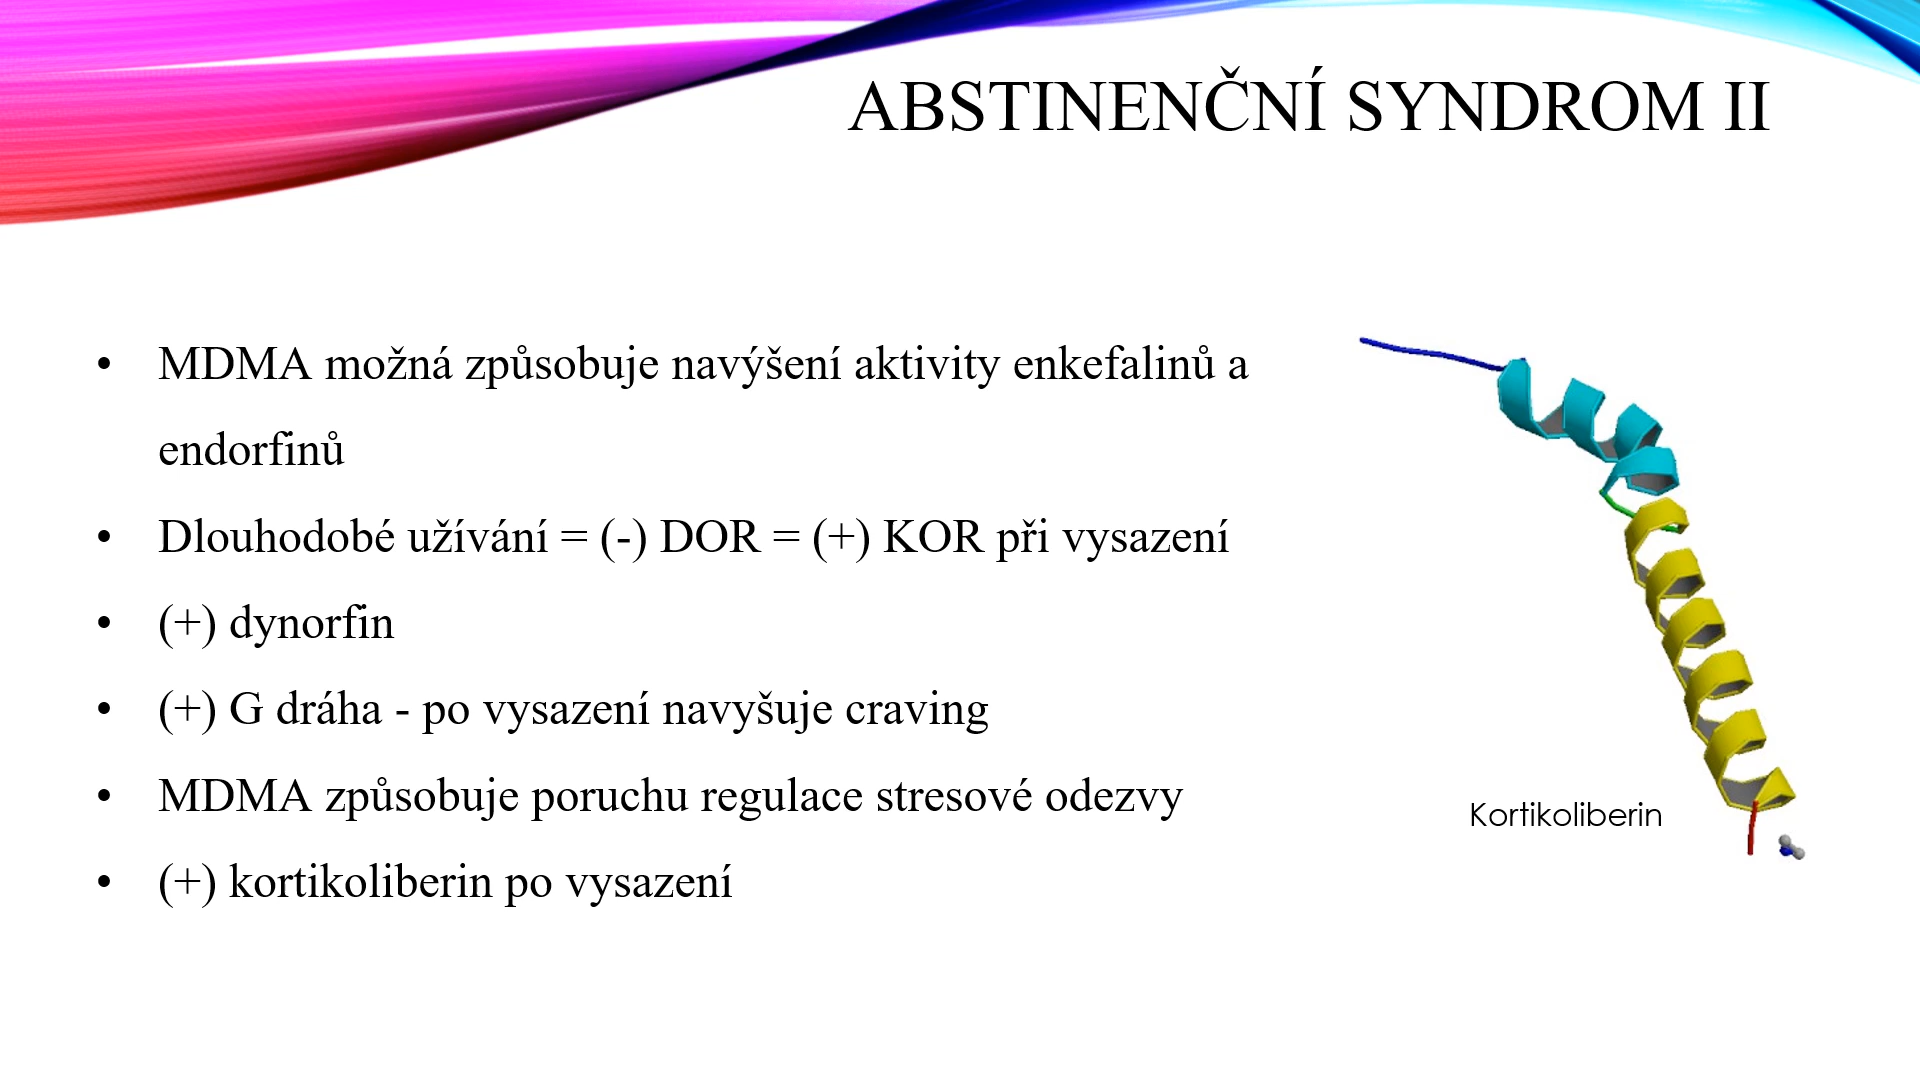 ABSTINENČNÍ SYNDROM II
• MDMA možná způsobuje navýšení aktivity enkefalinů a
endorfinů
• Dlouhodobé užívání = (-) DOR = (+) KOR při vysazení
• (+) dynorfin
• (+) G dráha - po vysazení navyšuje craving
• MDMA způsobuje poruchu regulace stresové odezvy
• (+) kortikoliberin po vysazení
Kortikoliberin